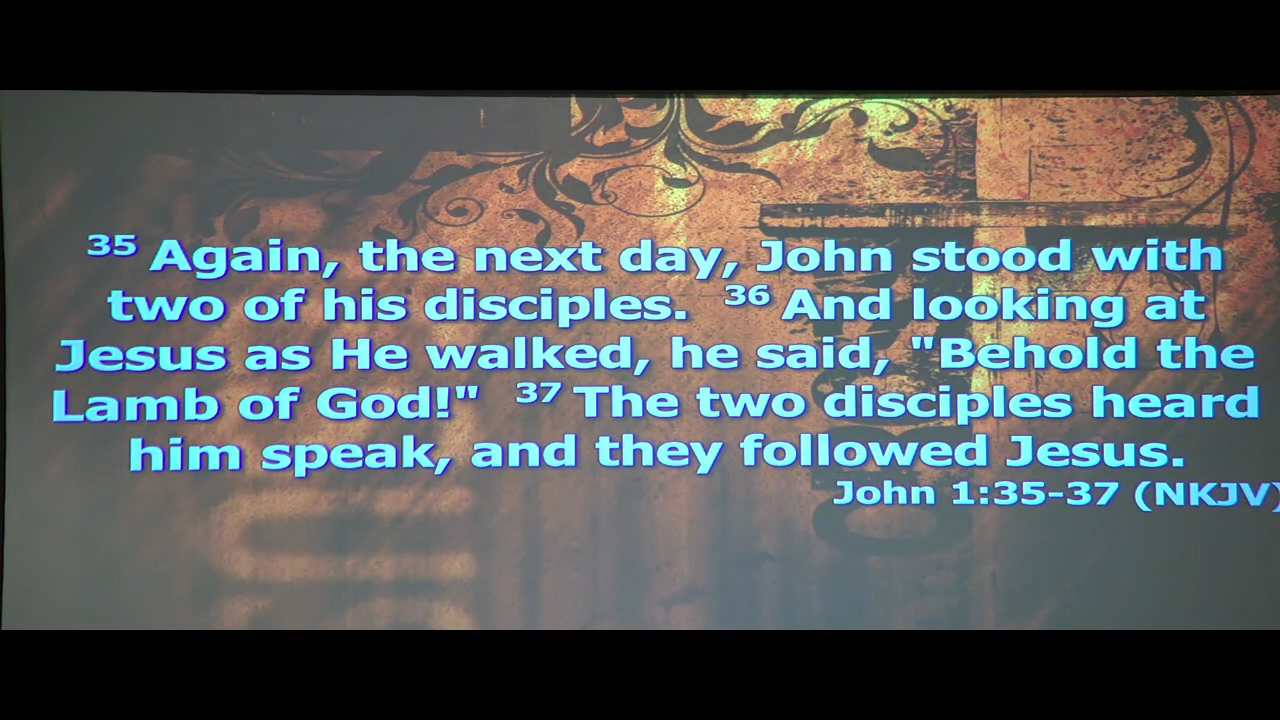 35 Again, the next day, John stood with
two of his disciples. 36 And looking at
Jesus as He walked, he said, "Behold the
Lamb of God!" 37 The two disciples heard
him speak, and they followed Jesus.
John 1:35-37 (NKJV)